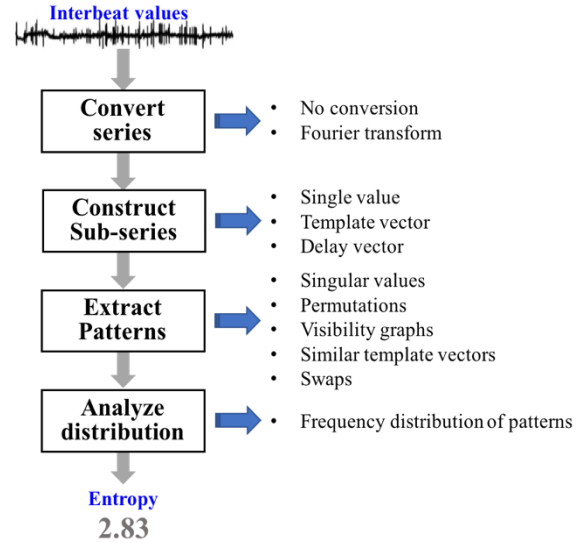 Interbeat values
Convert
series
• No conversion
• Fourier transform
Construct
Sub-series
• Single value
• Template vector
• Delay vector
Extract
Patterns
• Singular values
• Permutations
• Visibility graphs
• Similar template vectors
• Swaps
Analyze
distribution
• Frequency distribution of patterns
Entropy
2.83